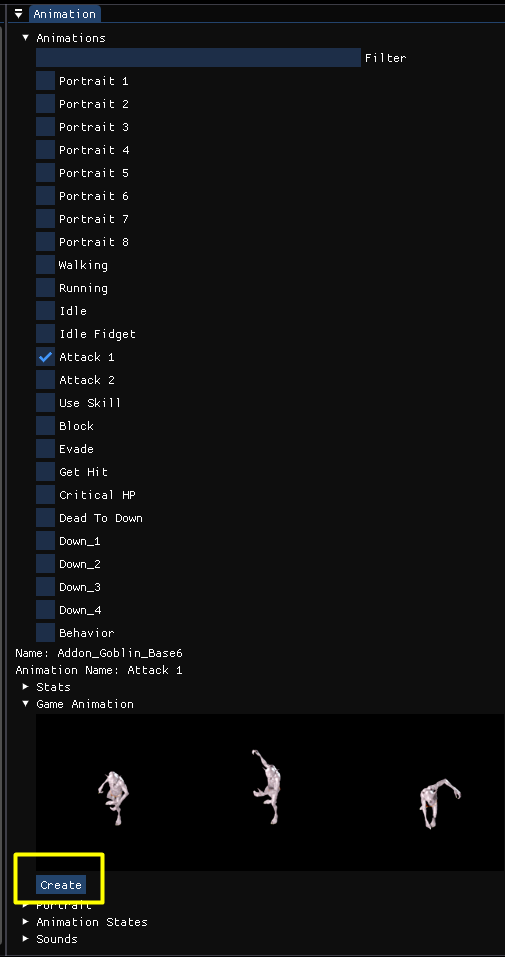 Animation
Animations
Filter
Portrait 1
Portrait 2
Portrait 3
Portrait 4
Portrait 5
Portrait 6
Portrait 7
Portrait 8
Walking
Running
Idle
Idle Fidget
Attack 1
Attack 2
Use Skill
Block
Evade
Get Hit
Critical HP
Dead To Down
Down_1
Down_2
Down_3
Down_4
Behavior
Name: Addon_Goblin_Base6
Animation Name: Attack 1
Stats
Game Animation
Create
Portrait
Animation States
Sounds